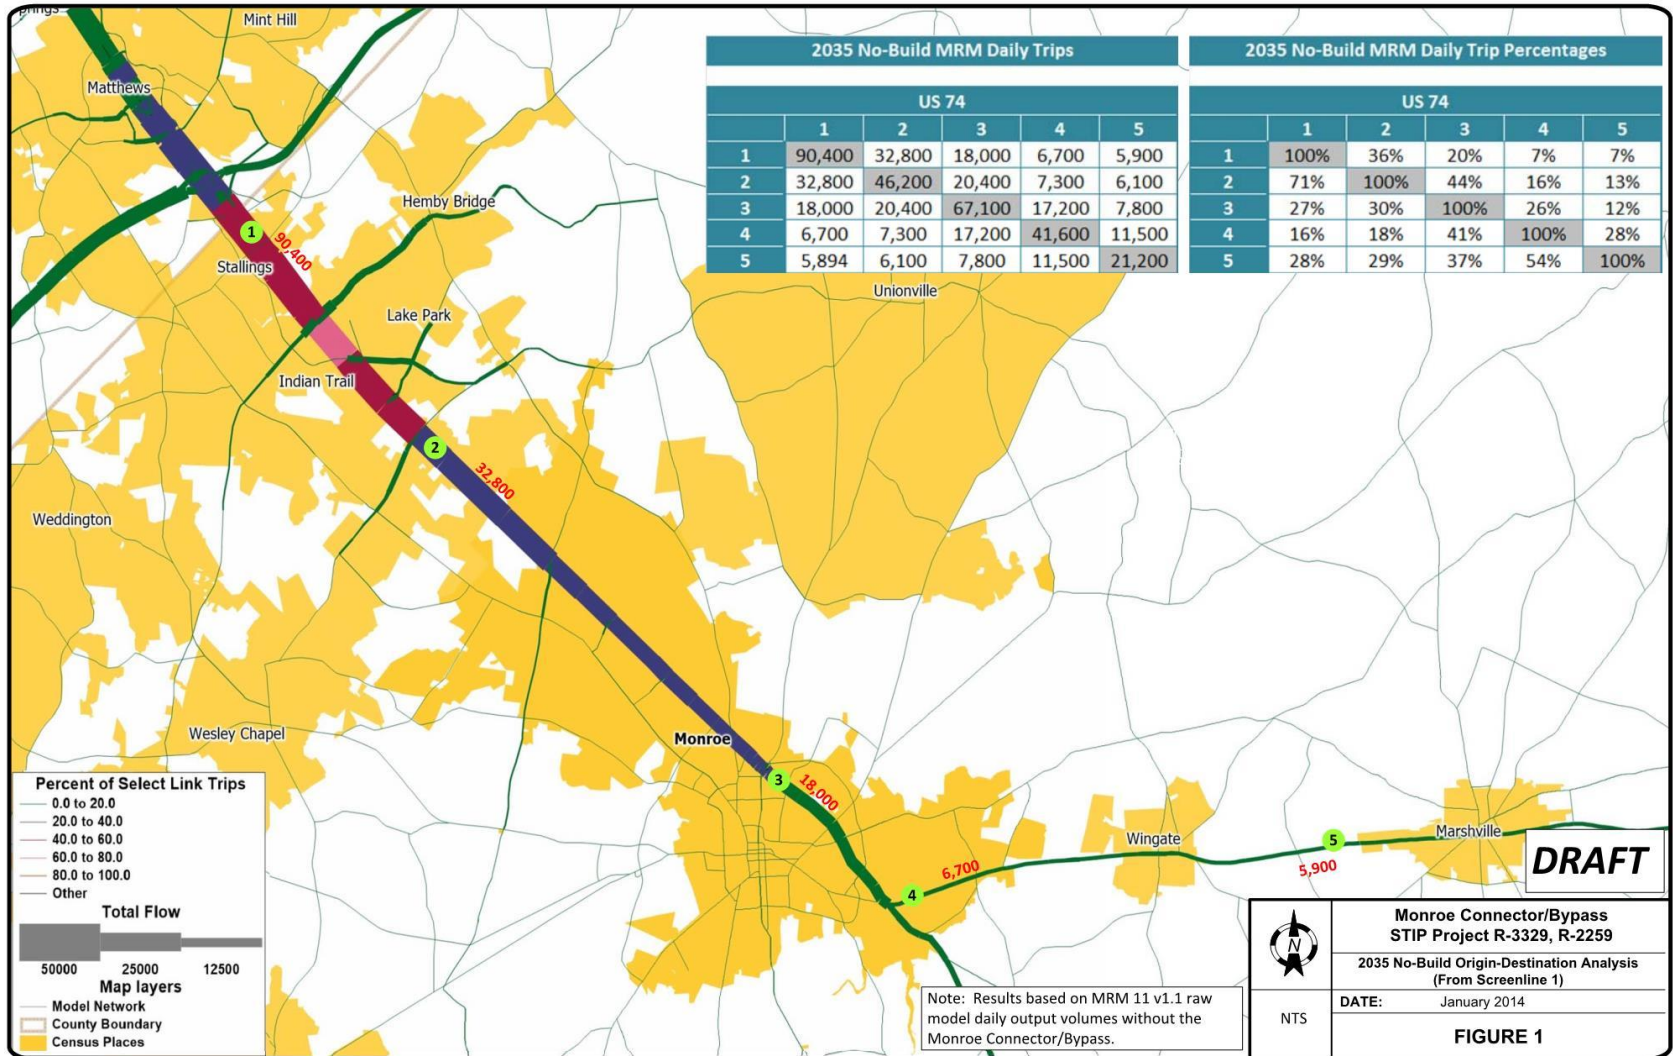 Mint Hill
Matthews
Hemby Bridge
1
90,400
Stallings
Lake Park
Indian Trail
2
32,800
Unionville
Weddington
Wesley Chapel
Monroe
3
18,000
4
6,700
Wingate
5
5,900
Marshville
2035 No-Build MRM Daily Trips
US 74
1 2 3 4 5
1 90,400 32,800 18,000 6,700 5,900
2 32,800 46,200 20,400 7,300 6,100
3 18,000 20,400 67,100 17,200 7,800
4 6,700 7,300 17,200 41,600 11,500
5 5,894 6,100 7,800 11,500 21,200
2035 No-Build MRM Daily Trip Percentages
US 74
1 2 3 4 5
1 100% 36% 20% 7% 7%
2 71% 100% 44% 16% 13%
3 27% 30% 100% 26% 12%
4 16% 18% 41% 100% 28%
5 28% 29% 37% 54% 100%
Percent of Select Link Trips
0.0 to 20.0
20.0 to 40.0
40.0 to 60.0
60.0 to 80.0
80.0 to 100.0
Other
Total Flow
50000 25000 12500
Map layers
Model Network
County Boundary
Census Places
Note: Results based on MRM 11 v1.1 raw
model daily output volumes without the
Monroe Connector/Bypass.
DRAFT
N
NTS
Monroe Connector/Bypass
STIP Project R-3329, R-2259
2035 No-Build Origin-Destination Analysis
(From Screenline 1)
DATE: January 2014
FIGURE 1